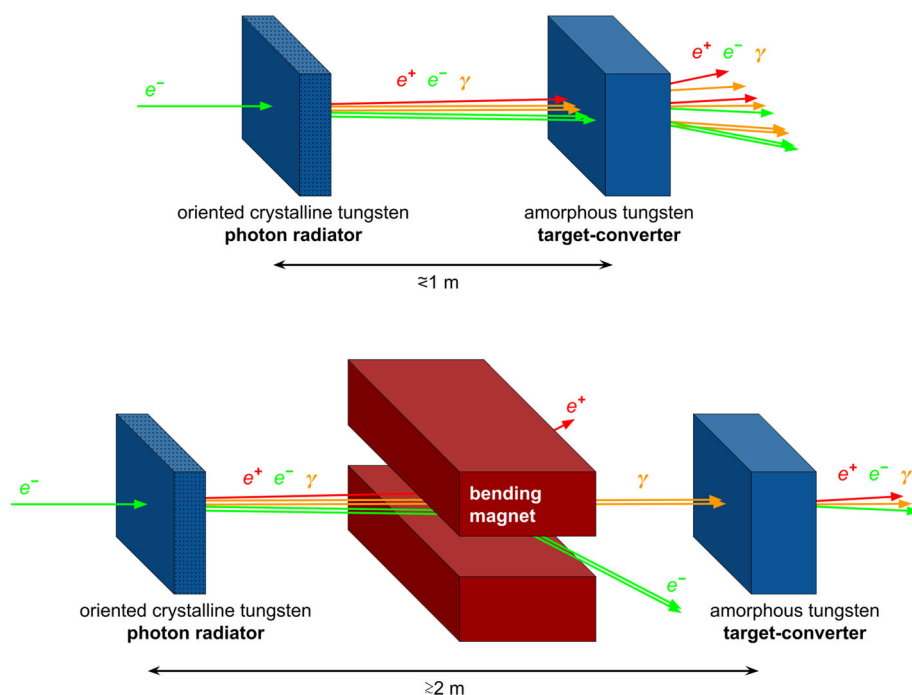 e⁺ e⁻ γ
e⁺ e⁻ γ
e⁻
oriented crystalline tungsten
photon radiator
amorphous tungsten
target-converter
≳1 m
e⁺
e⁺ e⁻ γ
e⁺ e⁻ γ
γ
e⁻
bending
magnet
e⁻
oriented crystalline tungsten
photon radiator
amorphous tungsten
target-converter
≳2 m